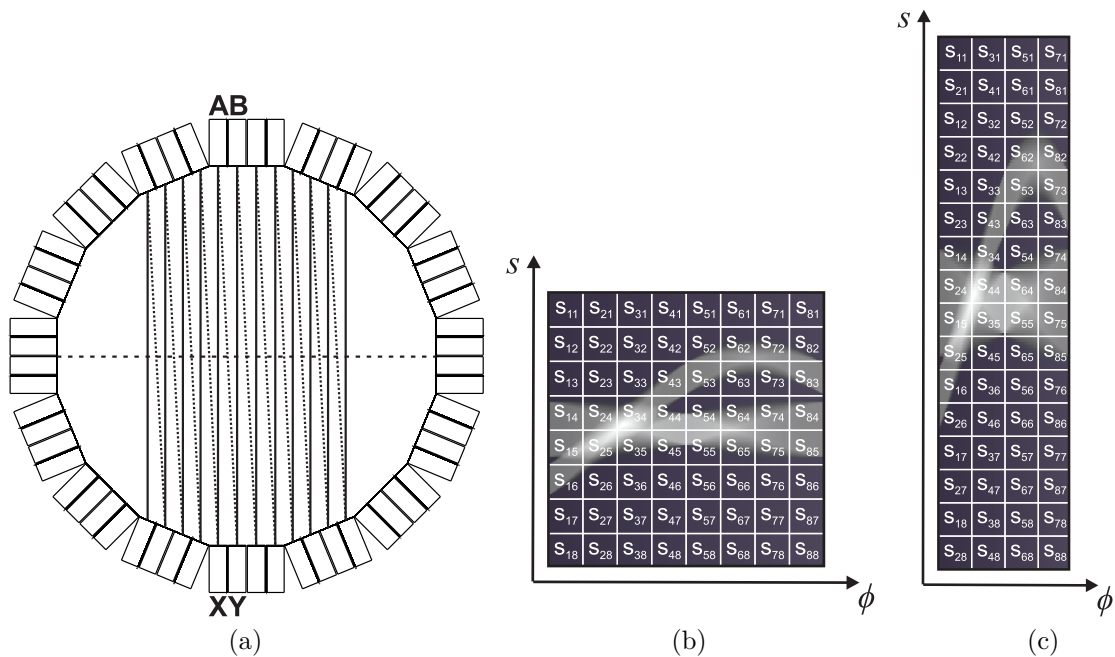 AB
XY
(a)
s
S11 S21 S31 S41 S51 S61 S71 S81
S12 S22 S32 S42 S52 S62 S72 S82
S13 S23 S33 S43 S53 S63 S73 S83
S14 S24 S34 S44 S54 S64 S74 S84
S15 S25 S35 S45 S55 S65 S75 S85
S16 S26 S36 S46 S56 S66 S76 S86
S17 S27 S37 S47 S57 S67 S77 S87
S18 S28 S38 S48 S58 S68 S78 S88
ϕ
(b)
s
S11 S31 S51 S71
S21 S41 S61 S81
S12 S32 S52 S72
S22 S42 S62 S82
S13 S33 S53 S73
S23 S43 S63 S83
S14 S34 S54 S74
S24 S44 S64 S84
S15 S35 S55 S75
S25 S45 S65 S85
S16 S36 S56 S76
S26 S46 S66 S86
S17 S37 S57 S77
S27 S47 S67 S87
S18 S38 S58 S78
S28 S48 S68 S88
ϕ
(c)